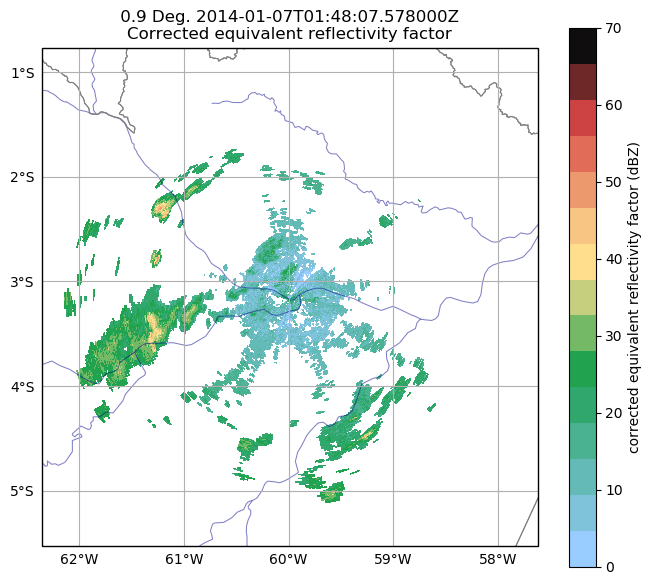 0.9 Deg. 2014-01-07T01:48:07.578000Z
Corrected equivalent reflectivity factor
1°S
2°S
3°S
4°S
5°S
62°W
61°W
60°W
59°W
58°W
70
60
50
40
30
20
10
0
corrected equivalent reflectivity factor (dBZ)